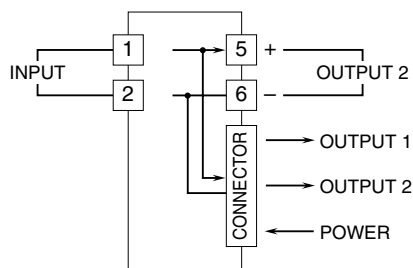 1 5 +
INPUT OUTPUT 2
2 6 −
CONNECTOR
OUTPUT 1
OUTPUT 2
POWER